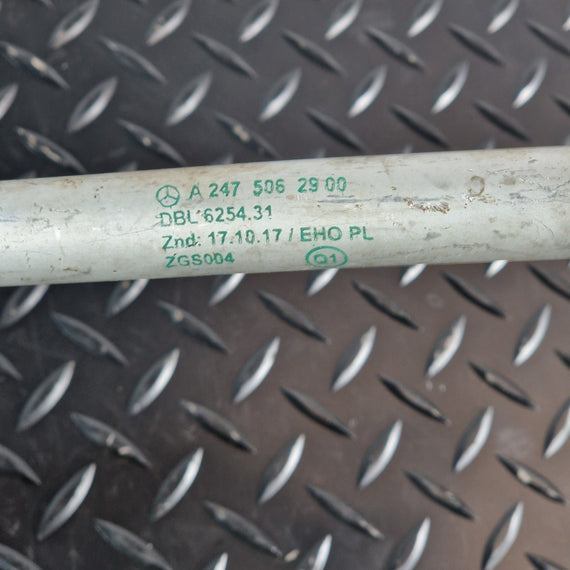 A 247 506 29 00
DBL 6254.31
Znd: 17.10.17 / EHO PL
ZGS004 Q1